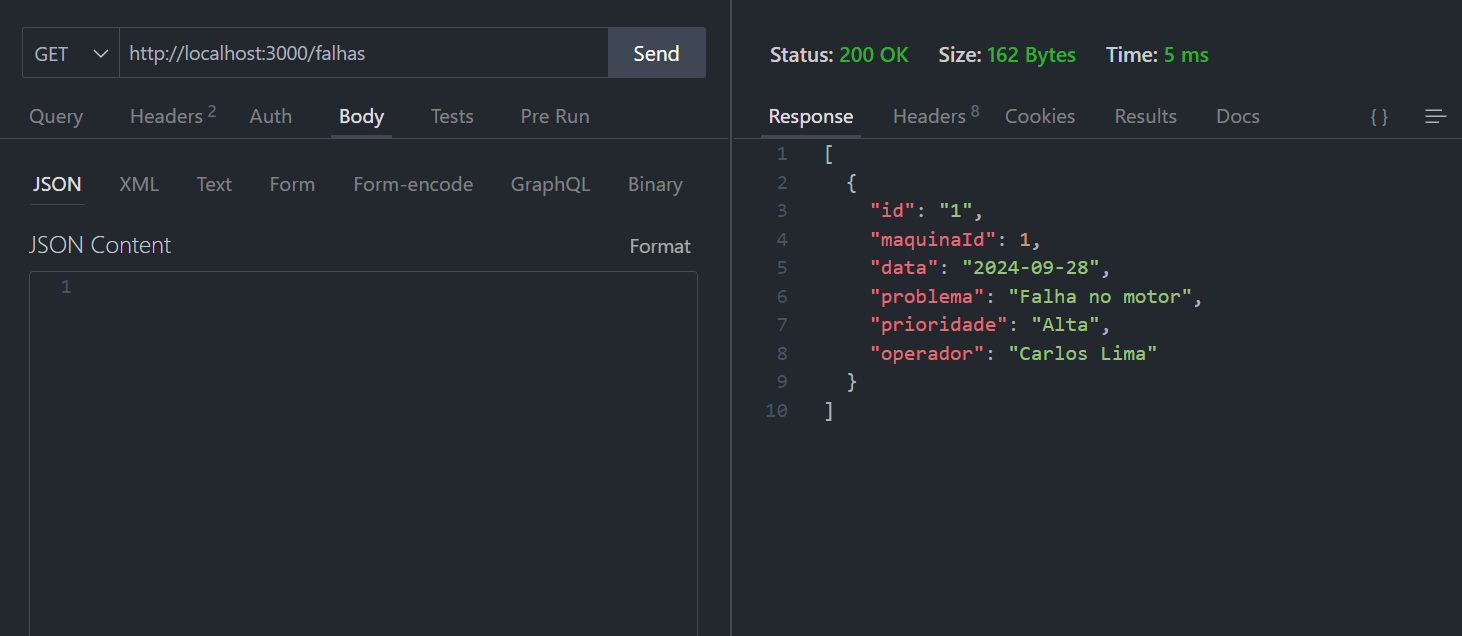 GET http://localhost:3000/falhas Send
Query Headers 2 Auth Body Tests Pre Run
JSON XML Text Form Form-encode GraphQL Binary
JSON Content Format
1
Status: 200 OK Size: 162 Bytes Time: 5 ms
Response Headers 8 Cookies Results Docs { }
1 [
2 {
3 "id": "1",
4 "maquinaId": 1,
5 "data": "2024-09-28",
6 "problema": "Falha no motor",
7 "prioridade": "Alta",
8 "operador": "Carlos Lima"
9 }
10 ]